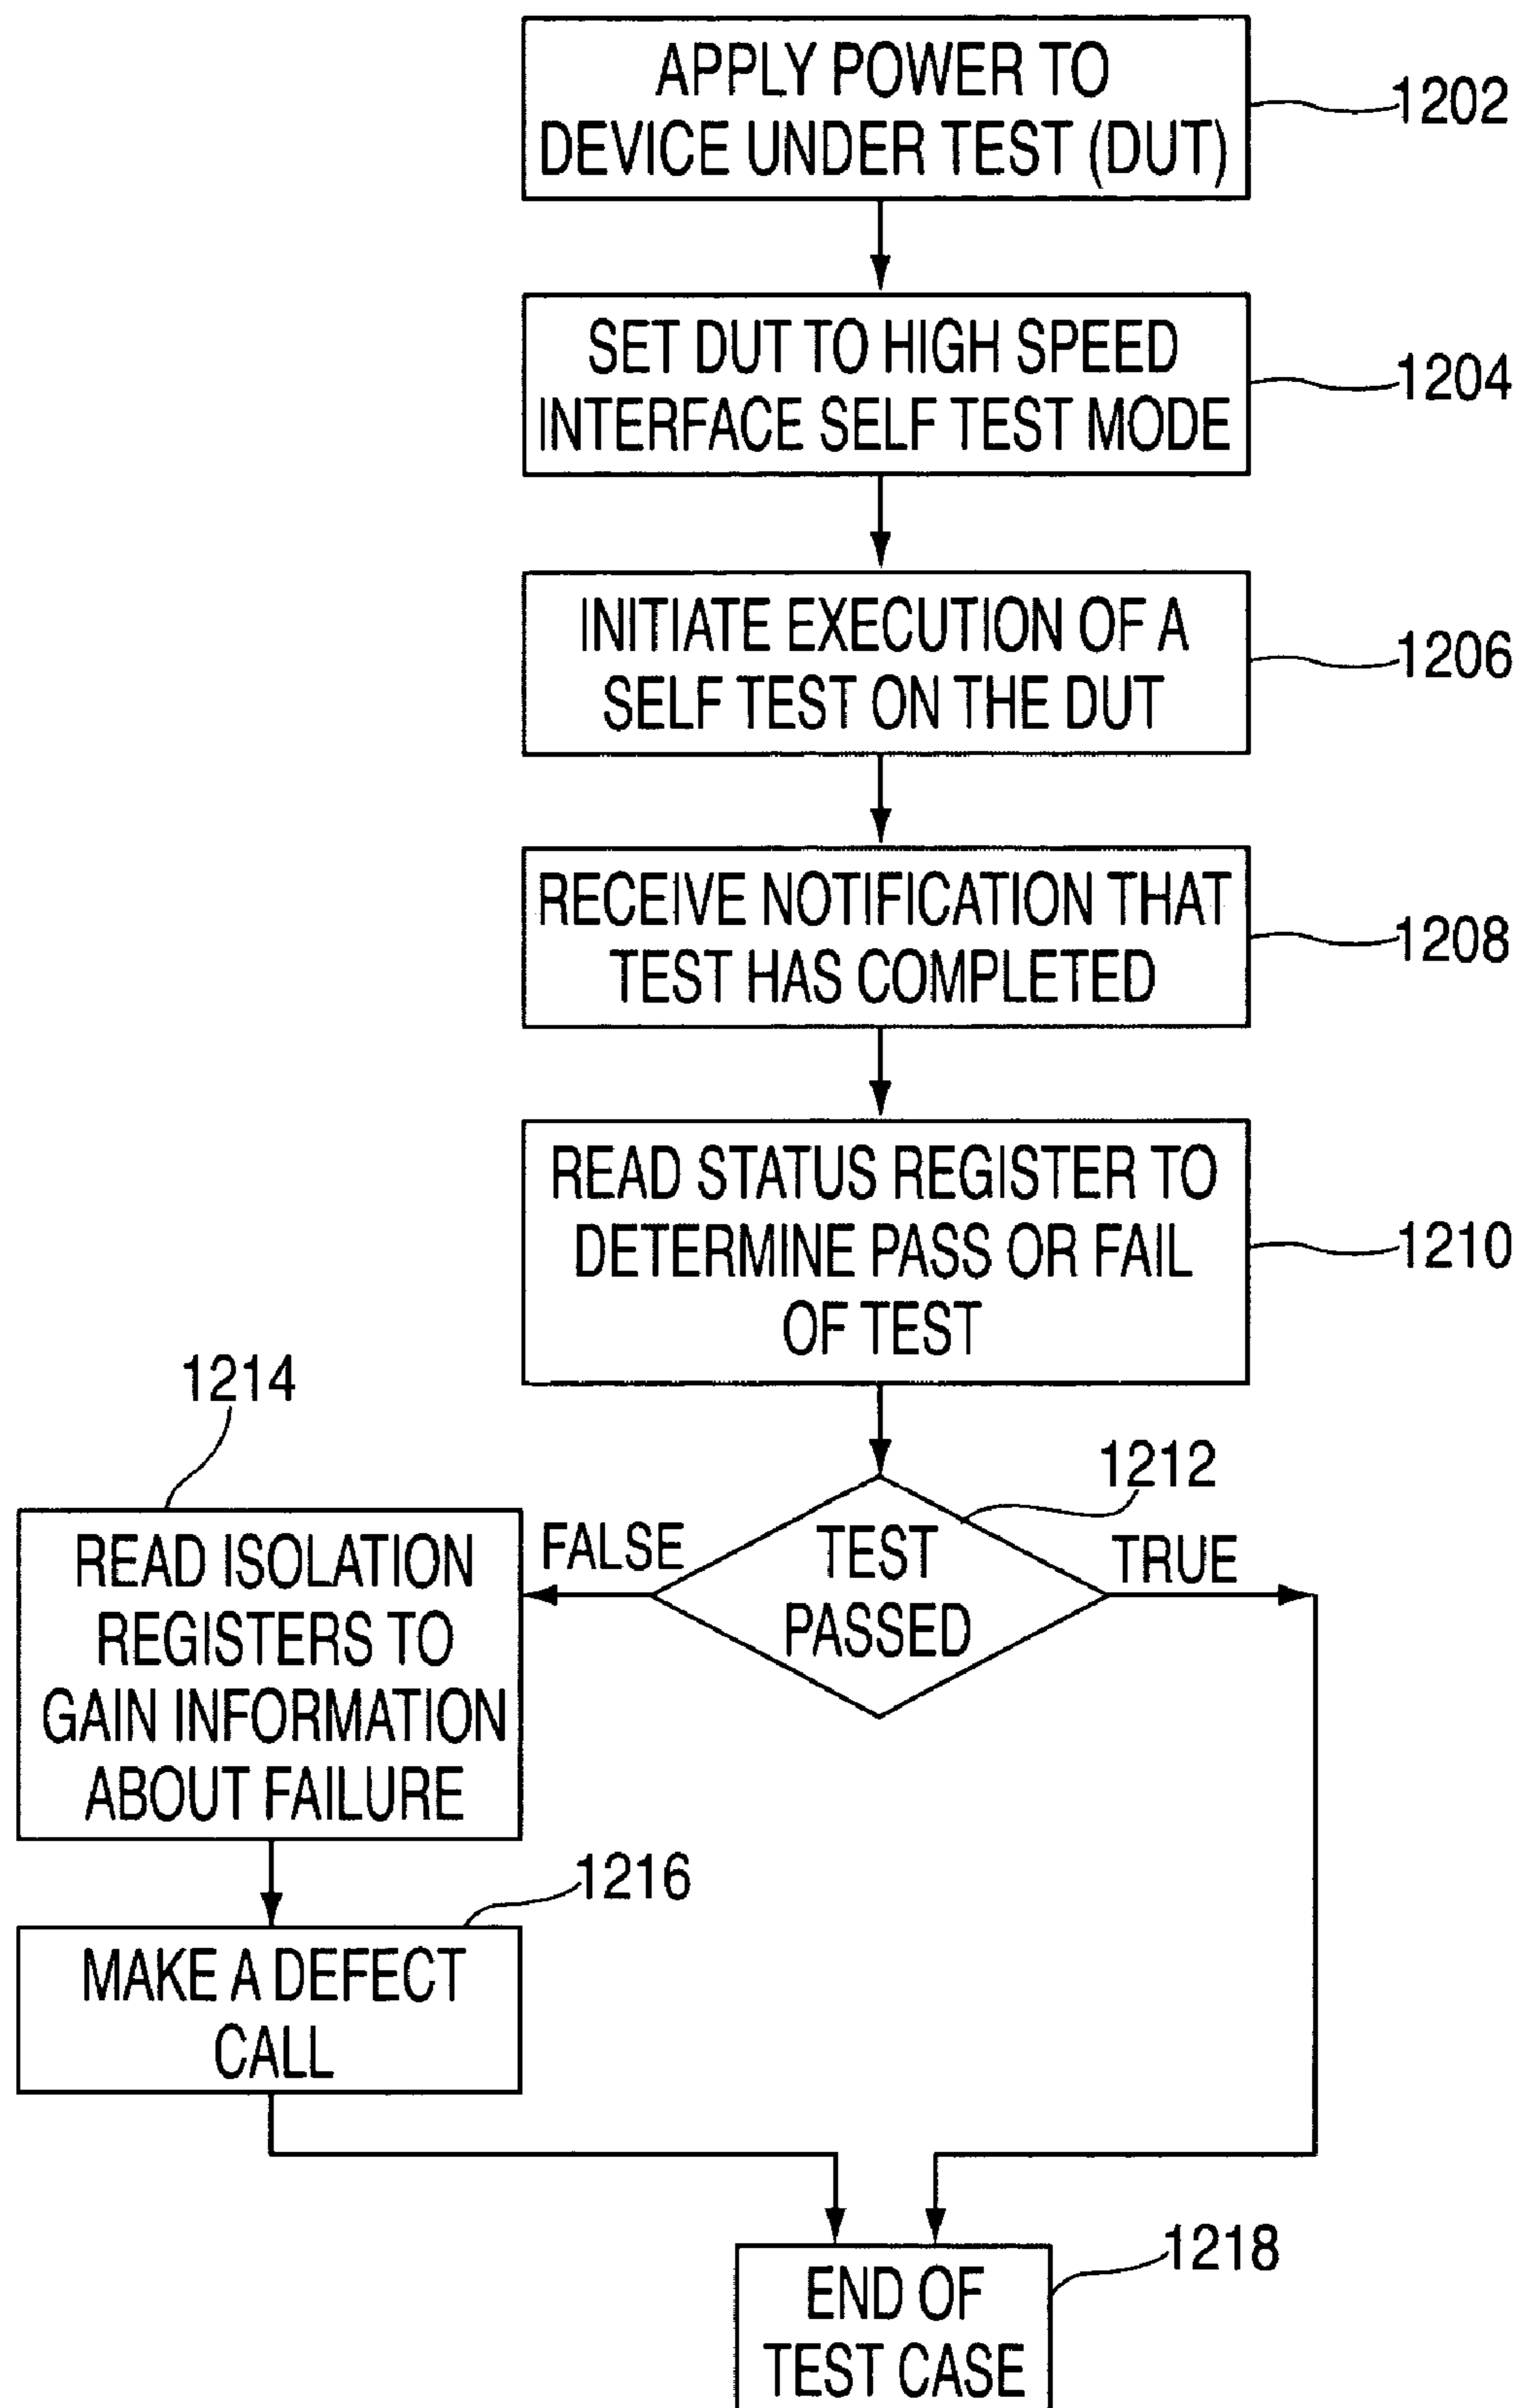 APPLY POWER TO
DEVICE UNDER TEST (DUT)
1202
SET DUT TO HIGH SPEED
INTERFACE SELF TEST MODE
1204
INITIATE EXECUTION OF A
SELF TEST ON THE DUT
1206
RECEIVE NOTIFICATION THAT
TEST HAS COMPLETED
1208
READ STATUS REGISTER TO
DETERMINE PASS OR FAIL
OF TEST
1210
1212
TEST
PASSED
FALSE
TRUE
1214
READ ISOLATION
REGISTERS TO
GAIN INFORMATION
ABOUT FAILURE
1216
MAKE A DEFECT
CALL
1218
END OF
TEST CASE